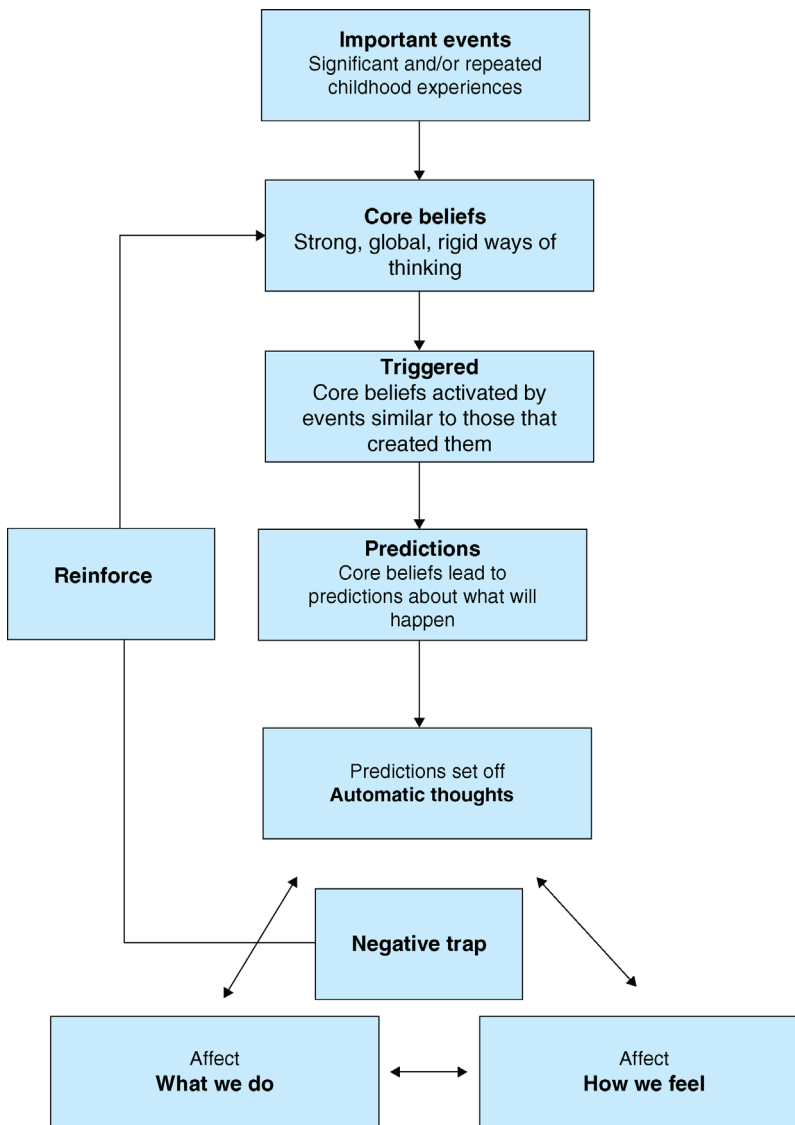 Important events
Significant and/or repeated
childhood experiences
Core beliefs
Strong, global, rigid ways of
thinking
Triggered
Core beliefs activated by
events similar to those that
created them
Reinforce
Predictions
Core beliefs lead to
predictions about what will
happen
Predictions set off
Automatic thoughts
Negative trap
Affect
What we do
Affect
How we feel